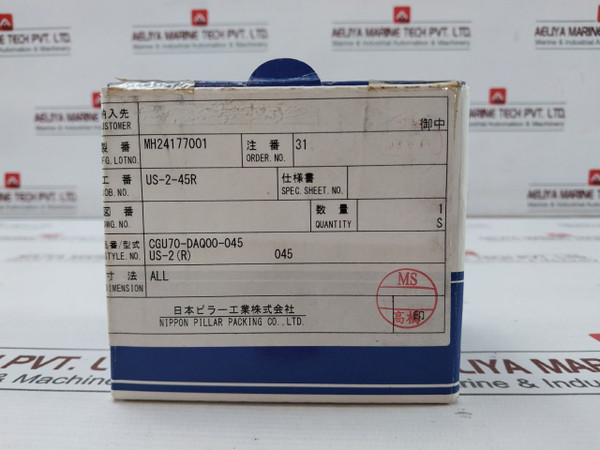 AELIYA MARINE TECH PVT. LTD.
Marine & Industrial Automation & Machinery
納入先
CUSTOMER
御中
製番
MFG.LOTNO.
MH24177001
注番
ORDER.NO.
31
工番
JOB.NO.
US-2-45R
仕様書
SPEC.SHEET.NO.
図番
DWG.NO.
数量
QUANTITY
1
S
品番/型式
STYLE.NO.
CGU70-DAQ00-045
US-2(R) 045
寸法
DIMENSION
ALL
日本ピラー工業株式会社
NIPPON PILLAR PACKING CO.,LTD.
MS
高橋
印